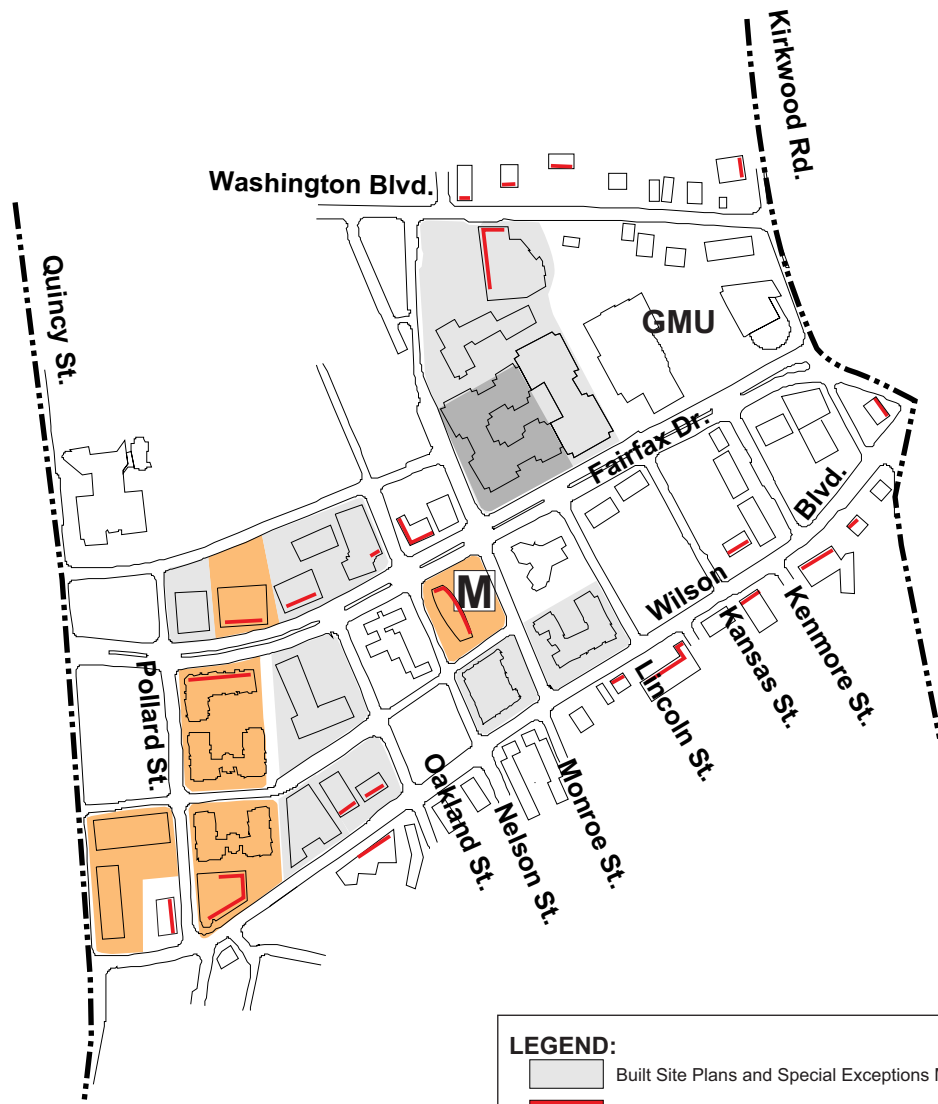 Kirkwood Rd.
Washington Blvd.
Quincy St.
GMU
Fairfax Dr.
Blvd.
M
Wilson
Kenmore St.
Kansas St.
Lincoln St.
Pollard St.
Monroe St.
Oakland St.
Nelson St.
LEGEND:
Built Site Plans and Special Exceptions